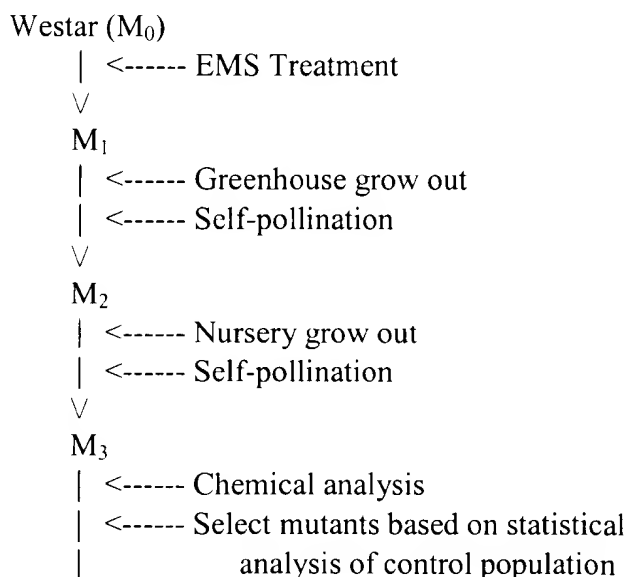 Westar (M₀)
| <------ EMS Treatment
V
M₁
| <------ Greenhouse grow out
| <------ Self-pollination
V
M₂
| <------ Nursery grow out
| <------ Self-pollination
V
M₃
| <------ Chemical analysis
| <------ Select mutants based on statistical
| analysis of control population